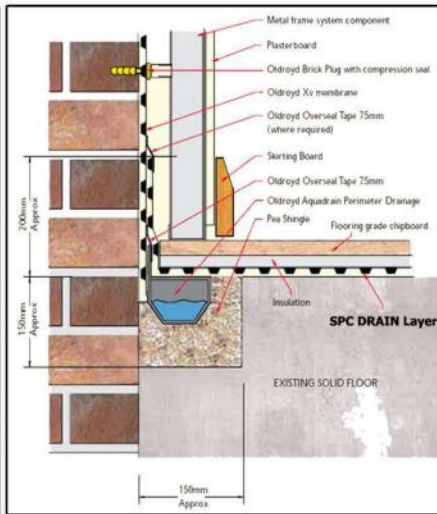 Metal frame system component
Plasterboard
Oldroyd Brick Plug with compression seal
Oldroyd Xv membrane
Oldroyd Overseal Tape 75mm
(where required)
Skirting Board
Oldroyd Overseal Tape 75mm
Oldroyd Aquadrain Perimeter Drainage
Pea Shingle
Flooring grade chipboard
Insulation
SPC DRAIN Layer
EXISTING SOLID FLOOR
200mm
Approx
150mm
Approx
150mm
Approx